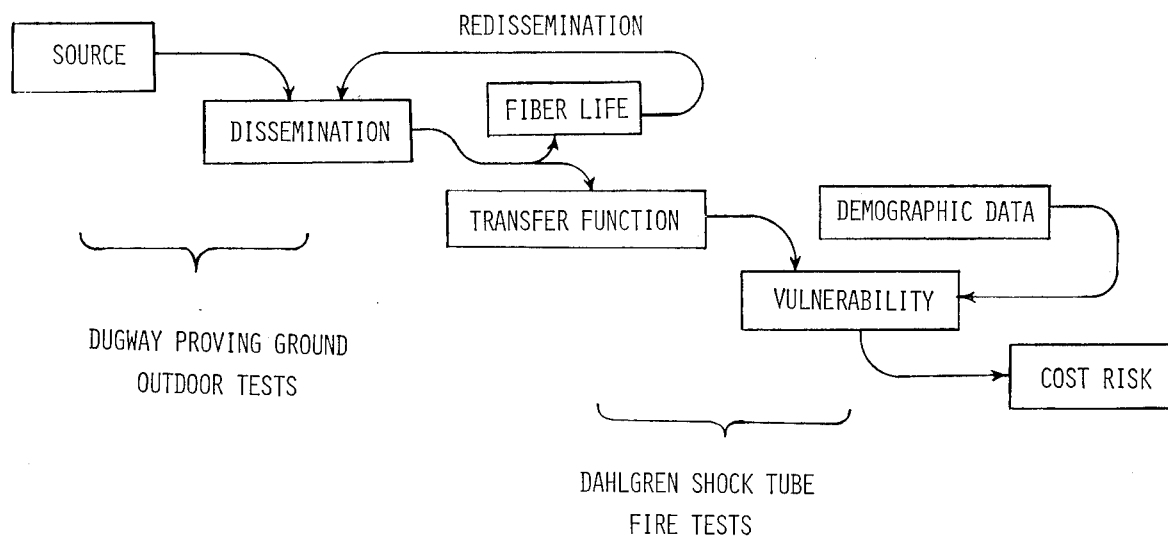 REDISSEMINATION
SOURCE
FIBER LIFE
DISSEMINATION
TRANSFER FUNCTION
DEMOGRAPHIC DATA
VULNERABILITY
DUGWAY PROVING GROUND
OUTDOOR TESTS
COST RISK
DAHLGREN SHOCK TUBE
FIRE TESTS